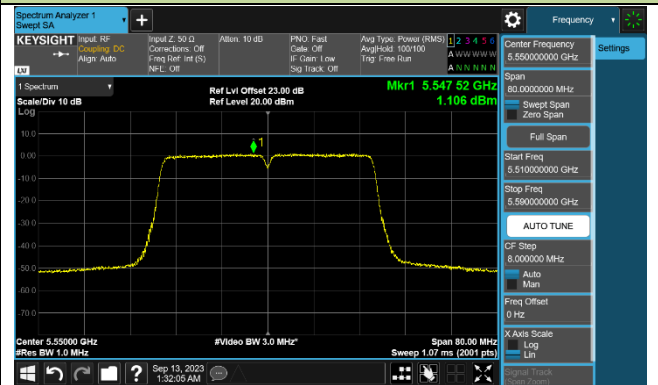 Spectrum Analyzer 1
Swept SA
+
Frequency
KEYSIGHT
Input: RF
Coupling: DC
Align: Auto
Input Z: 50 Ω
Corrections: Off
Freq Ref: Int (S)
NFE: Off
Atten: 10 dB
PNO: Fast
Gate: Off
IF Gain: Low
Sig Track: Off
Avg Type: Power (RMS)
Avg|Hold: 100/100
Trig: Free Run
1 2 3 4 5 6
A W W W W W
A N N N N N
LXI
1 Spectrum
Scale/Div 10 dB
Log
Ref Lvl Offset 23.00 dB
Ref Level 20.00 dBm
Mkr1 5.547 52 GHz
1.106 dBm
1
10.0
0.00
-10.0
-20.0
-30.0
-40.0
-50.0
-60.0
-70.0
Center 5.55000 GHz
#Res BW 1.0 MHz
#Video BW 3.0 MHz*
Span 80.00 MHz
Sweep 1.07 ms (2001 pts)
?
Sep 13, 2023
1:32:05 AM
Center Frequency
5.550000000 GHz
Span
80.0000000 MHz
Swept Span
Zero Span
Full Span
Start Freq
5.510000000 GHz
Stop Freq
5.590000000 GHz
AUTO TUNE
CF Step
8.000000 MHz
Auto
Man
Freq Offset
0 Hz
X Axis Scale
Log
Lin
Signal Track
(Span Zoom)
Settings